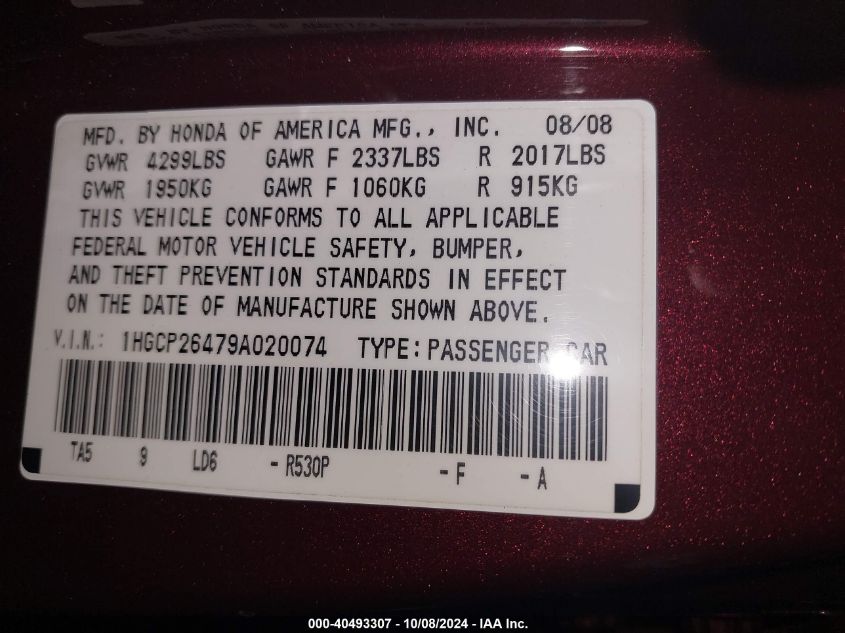 MFD. BY HONDA OF AMERICA MFG., INC. 08/08
GVWR 4299LBS GAWR F 2337LBS R 2017LBS
GVWR 1950KG GAWR F 1060KG R 915KG
THIS VEHICLE CONFORMS TO ALL APPLICABLE
FEDERAL MOTOR VEHICLE SAFETY, BUMPER,
AND THEFT PREVENTION STANDARDS IN EFFECT
ON THE DATE OF MANUFACTURE SHOWN ABOVE.
V.I.N.: 1HGCP26479A020074 TYPE: PASSENGER CAR
TA5 9 LD6 - R530P - F - A
000-40493307 - 10/08/2024 - IAA Inc.